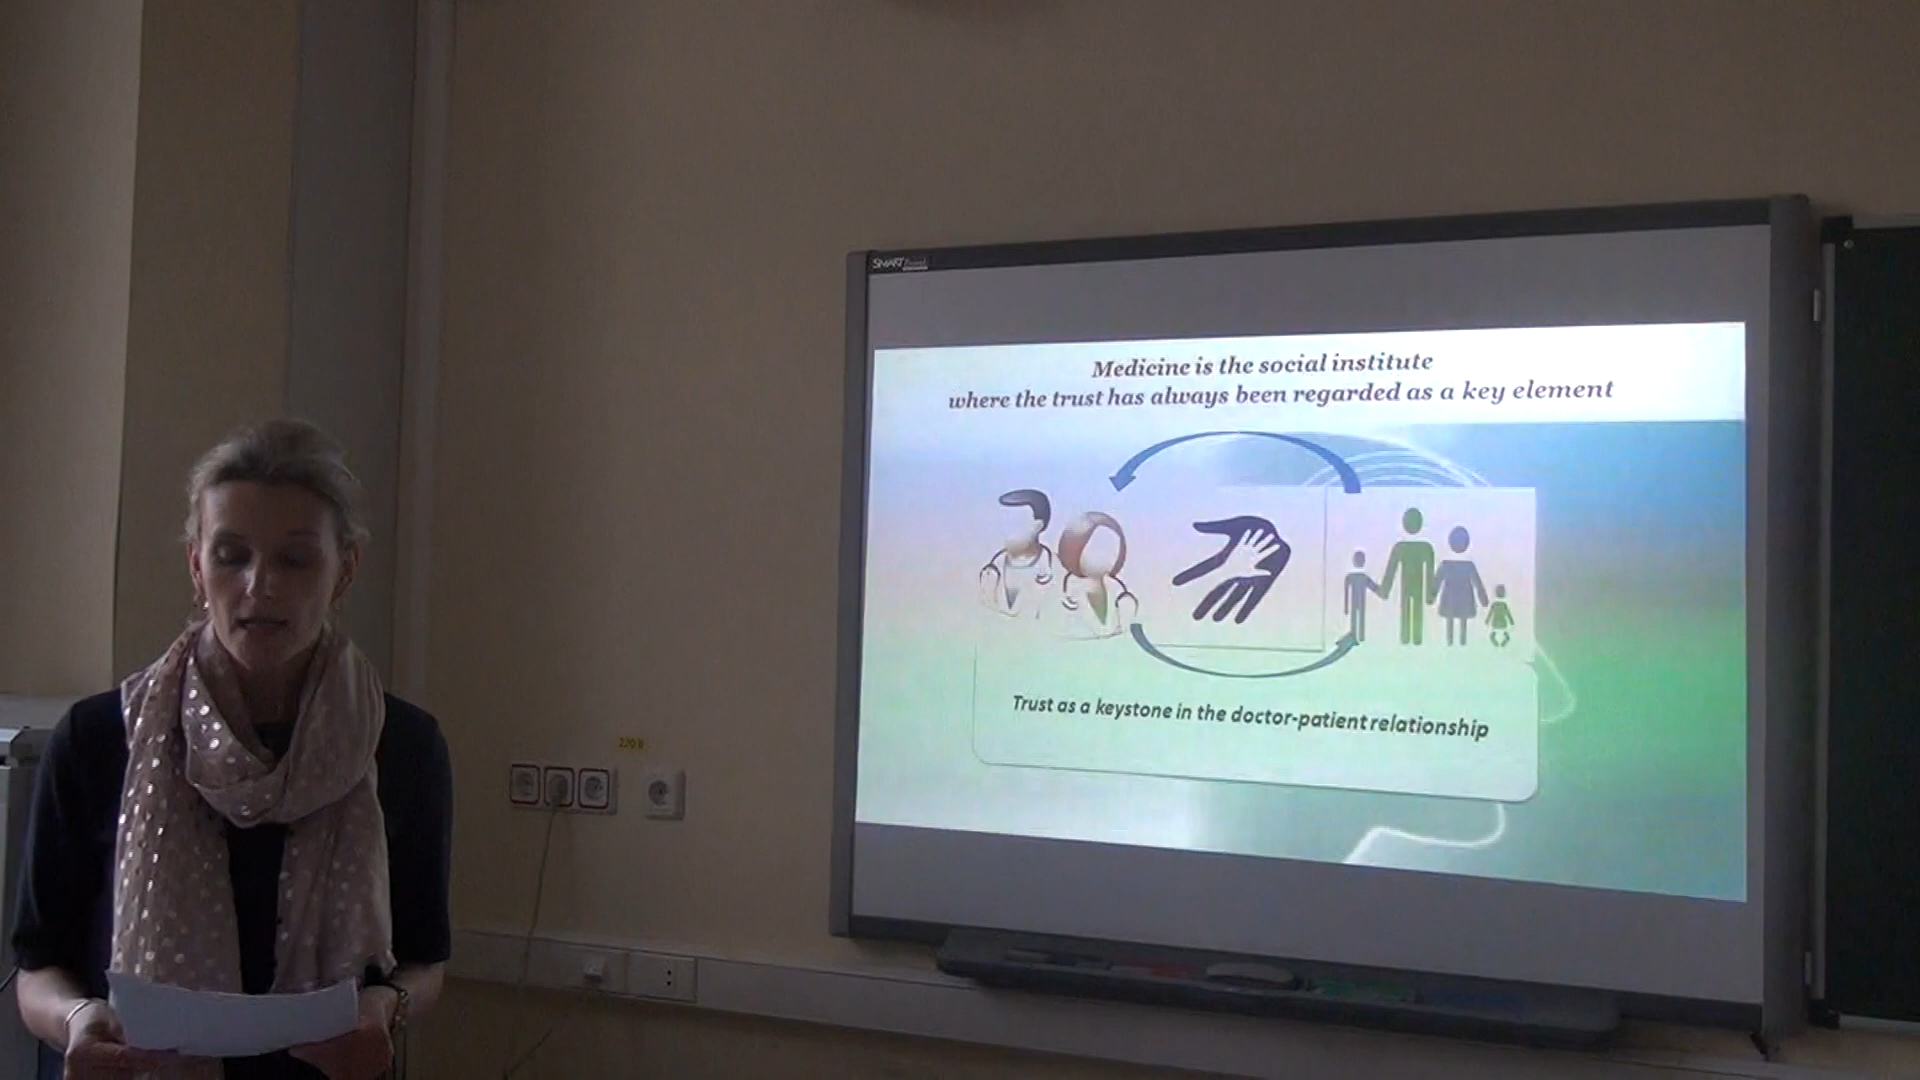 SMART
Medicine is the social institute
where the trust has always been regarded as a key element
Trust as a keystone in the doctor-patient relationship